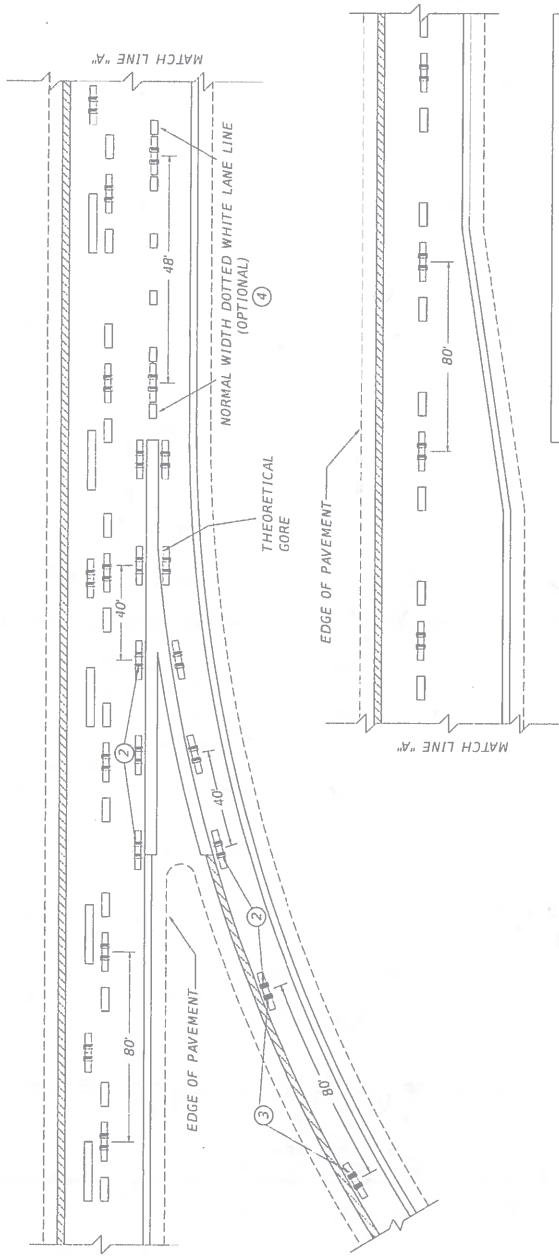 MATCH LINE "A"
48'
NORMAL WIDTH DOTTED WHITE LANE LINE
(OPTIONAL)
4
THEORETICAL
GORE
40'
2
40'
2
EDGE OF PAVEMENT
80'
3
80'
EDGE OF PAVEMENT
80'
MATCH LINE "A"